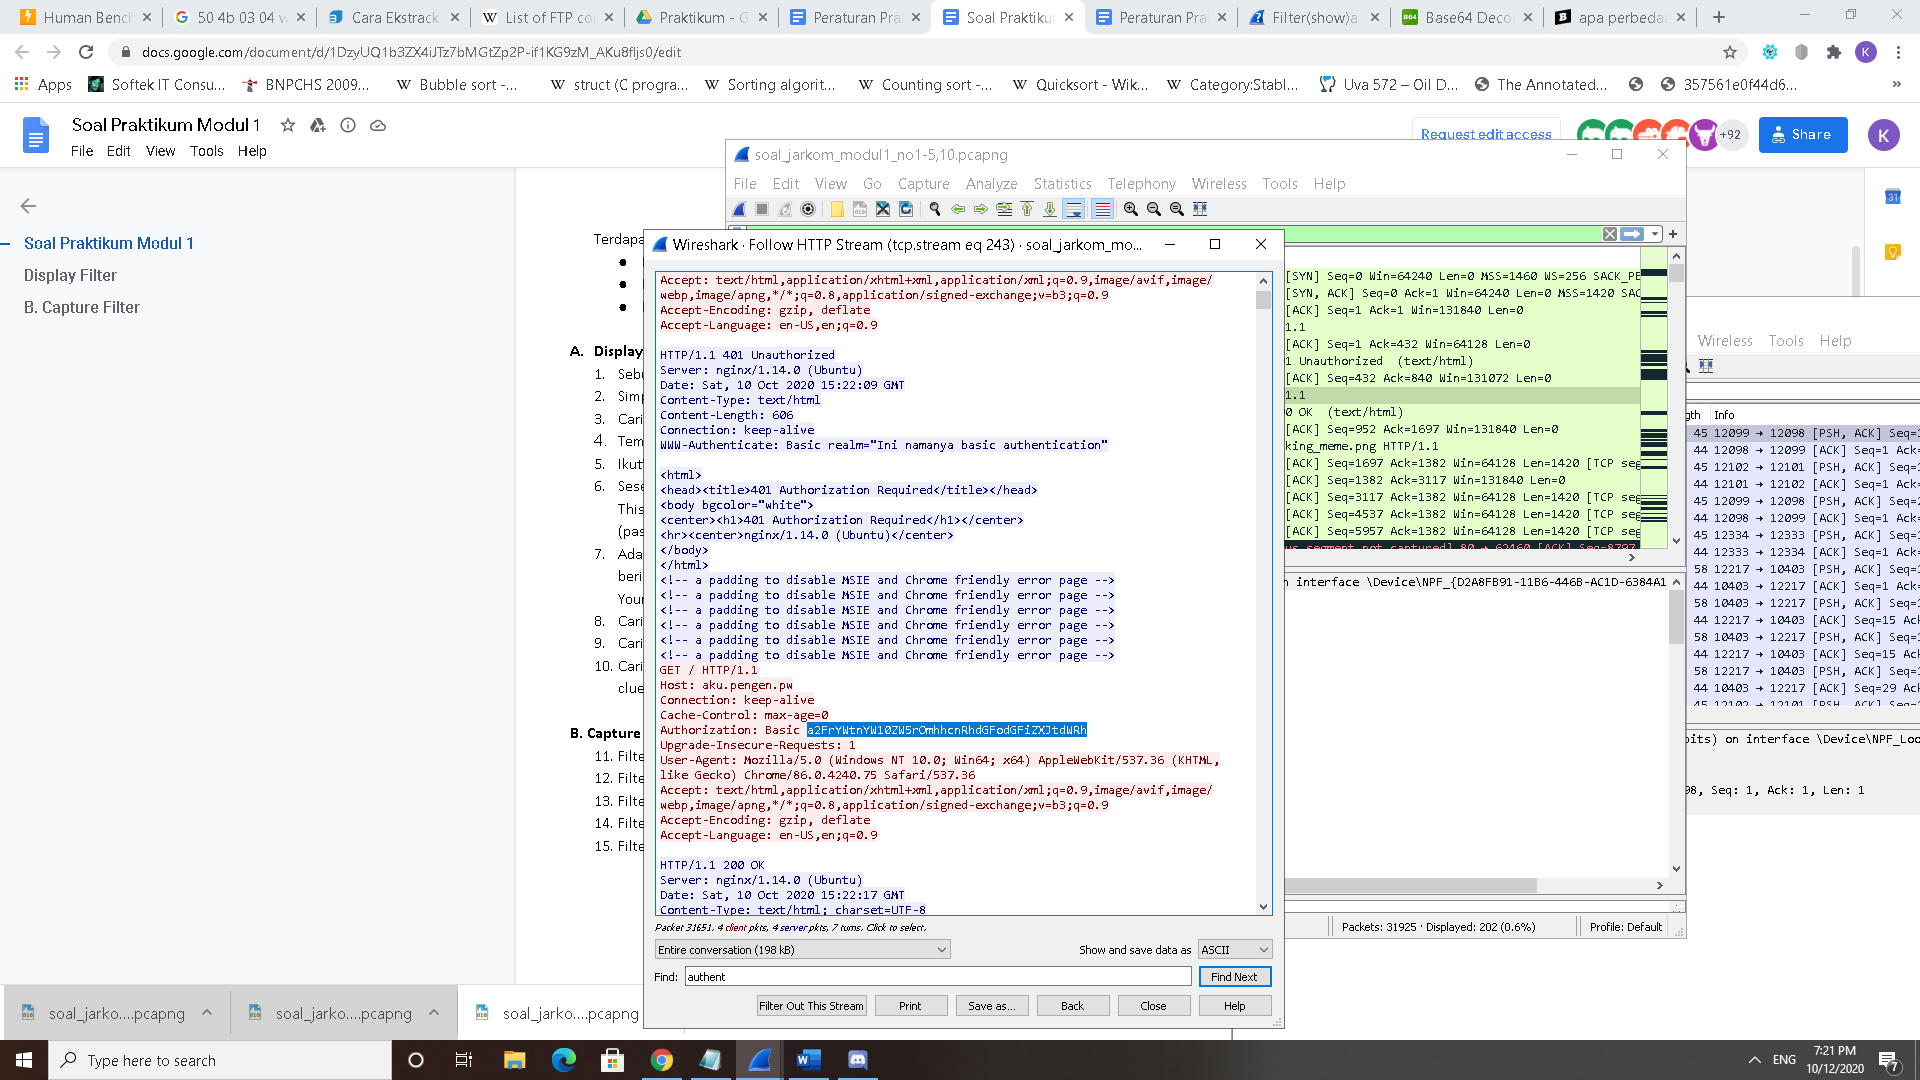 Human Bench
50 4b 03 04 w
Cara Ekstrack
List of FTP co
Praktikum - G
Peraturan Pra
Soal Praktikum
Peraturan Pra
Filter(show)a
Base64 Deco
apa perbeda
docs.google.com/document/d/1DzyUQ1b3ZX4iJTz7bMGtZp2P-if1KG9zM_AKu8fljs0/edit
Apps
Softek IT Consu...
BNPCHS 2009...
Bubble sort -...
struct (C progra...
Sorting algorit...
Counting sort -...
Quicksort - Wik...
Category:Stabl...
Uva 572 – Oil D...
The Annotated...
357561e0f44d6...
Soal Praktikum Modul 1
File Edit View Tools Help
Request edit access
+92
Share
K
Soal Praktikum Modul 1
Display Filter
B. Capture Filter
Terdapa
A. Display
1. Sebu
2. Simp
3. Cari
4. Tem
5. Ikut
6. Sese
This
(pas
7. Ada
beri
Your
8. Cari
9. Cari
10. Cari
clue
B. Capture
11. Filte
12. Filte
13. Filte
14. Filte
15. Filte
soal_jarkom_modul1_no1-5,10.pcapng
File Edit View Go Capture Analyze Statistics Telephony Wireless Tools Help
Wireshark · Follow HTTP Stream (tcp.stream eq 243) · soal_jarkom_mo...
Accept: text/html,application/xhtml+xml,application/xml;q=0.9,image/avif,image/
webp,image/apng,*/*;q=0.8,application/signed-exchange;v=b3;q=0.9
Accept-Encoding: gzip, deflate
Accept-Language: en-US,en;q=0.9
HTTP/1.1 401 Unauthorized
Server: nginx/1.14.0 (Ubuntu)
Date: Sat, 10 Oct 2020 15:22:09 GMT
Content-Type: text/html
Content-Length: 606
Connection: keep-alive
WWW-Authenticate: Basic realm="Ini namanya basic authentication"
<html>
<head><title>401 Authorization Required</title></head>
<body bgcolor="white">
<center><h1>401 Authorization Required</h1></center>
<hr><center>nginx/1.14.0 (Ubuntu)</center>
</body>
</html>
<!-- a padding to disable MSIE and Chrome friendly error page -->
<!-- a padding to disable MSIE and Chrome friendly error page -->
<!-- a padding to disable MSIE and Chrome friendly error page -->
<!-- a padding to disable MSIE and Chrome friendly error page -->
<!-- a padding to disable MSIE and Chrome friendly error page -->
<!-- a padding to disable MSIE and Chrome friendly error page -->
GET / HTTP/1.1
Host: aku.pengen.pw
Connection: keep-alive
Cache-Control: max-age=0
Authorization: Basic a2FrYWtnYW10ZW5rOmhhcnRhdGFodGFiZXJtdWRh
Upgrade-Insecure-Requests: 1
User-Agent: Mozilla/5.0 (Windows NT 10.0; Win64; x64) AppleWebKit/537.36 (KHTML,
like Gecko) Chrome/86.0.4240.75 Safari/537.36
Accept: text/html,application/xhtml+xml,application/xml;q=0.9,image/avif,image/
webp,image/apng,*/*;q=0.8,application/signed-exchange;v=b3;q=0.9
Accept-Encoding: gzip, deflate
Accept-Language: en-US,en;q=0.9
HTTP/1.1 200 OK
Server: nginx/1.14.0 (Ubuntu)
Date: Sat, 10 Oct 2020 15:22:17 GMT
Content-Type: text/html; charset=UTF-8
Packet 31651. 4 client pkts, 4 server pkts, 7 turns. Click to select.
Entire conversation (198 kB)
Show and save data as ASCII
Find: authent
Find Next
Filter Out This Stream Print Save as... Back Close Help
[SYN] Seq=0 Win=64240 Len=0 MSS=1460 WS=256 SACK_PE
[SYN, ACK] Seq=0 Ack=1 Win=64240 Len=0 MSS=1420 SAC
[ACK] Seq=1 Ack=1 Win=131840 Len=0
1.1
[ACK] Seq=1 Ack=432 Win=64128 Len=0
1 Unauthorized (text/html)
[ACK] Seq=432 Ack=840 Win=131072 Len=0
1.1
0 OK (text/html)
[ACK] Seq=952 Ack=1697 Win=131840 Len=0
king_meme.png HTTP/1.1
[ACK] Seq=1697 Ack=1382 Win=64128 Len=1420 [TCP seg
[ACK] Seq=1382 Ack=3117 Win=131840 Len=0
[ACK] Seq=3117 Ack=1382 Win=64128 Len=1420 [TCP seg
[ACK] Seq=4537 Ack=1382 Win=64128 Len=1420 [TCP seg
[ACK] Seq=5957 Ack=1382 Win=64128 Len=1420 [TCP seg
us segment not captured] 80 → 62460 [ACK] Seq=8797
n interface \Device\NPF_{D2A8FB91-11B6-446B-AC1D-6384A1
Packets: 31925 · Displayed: 202 (0.6%)
Profile: Default
Wireless Tools Help
gth Info
45 12099 → 12098 [PSH, ACK] Seq=1
44 12098 → 12099 [ACK] Seq=1 Ack=
45 12102 → 12101 [PSH, ACK] Seq=1
44 12101 → 12102 [ACK] Seq=1 Ack=
45 12099 → 12098 [PSH, ACK] Seq=2
44 12098 → 12099 [ACK] Seq=1 Ack=
45 12334 → 12333 [PSH, ACK] Seq=1
44 12333 → 12334 [ACK] Seq=1 Ack=
58 12217 → 10403 [PSH, ACK] Seq=1
44 10403 → 12217 [ACK] Seq=1 Ack=
58 10403 → 12217 [PSH, ACK] Seq=1
44 12217 → 10403 [ACK] Seq=15 Ack
58 10403 → 12217 [PSH, ACK] Seq=15
44 12217 → 10403 [ACK] Seq=15 Ack
58 12217 → 10403 [PSH, ACK] Seq=1
44 10403 → 12217 [ACK] Seq=29 Ack
bits) on interface \Device\NPF_Loo
98, Seq: 1, Ack: 1, Len: 1
soal_jarko....pcapng
soal_jarko....pcapng
soal_jarko....pcapng
Type here to search
ENG
7:21 PM
10/12/2020
7